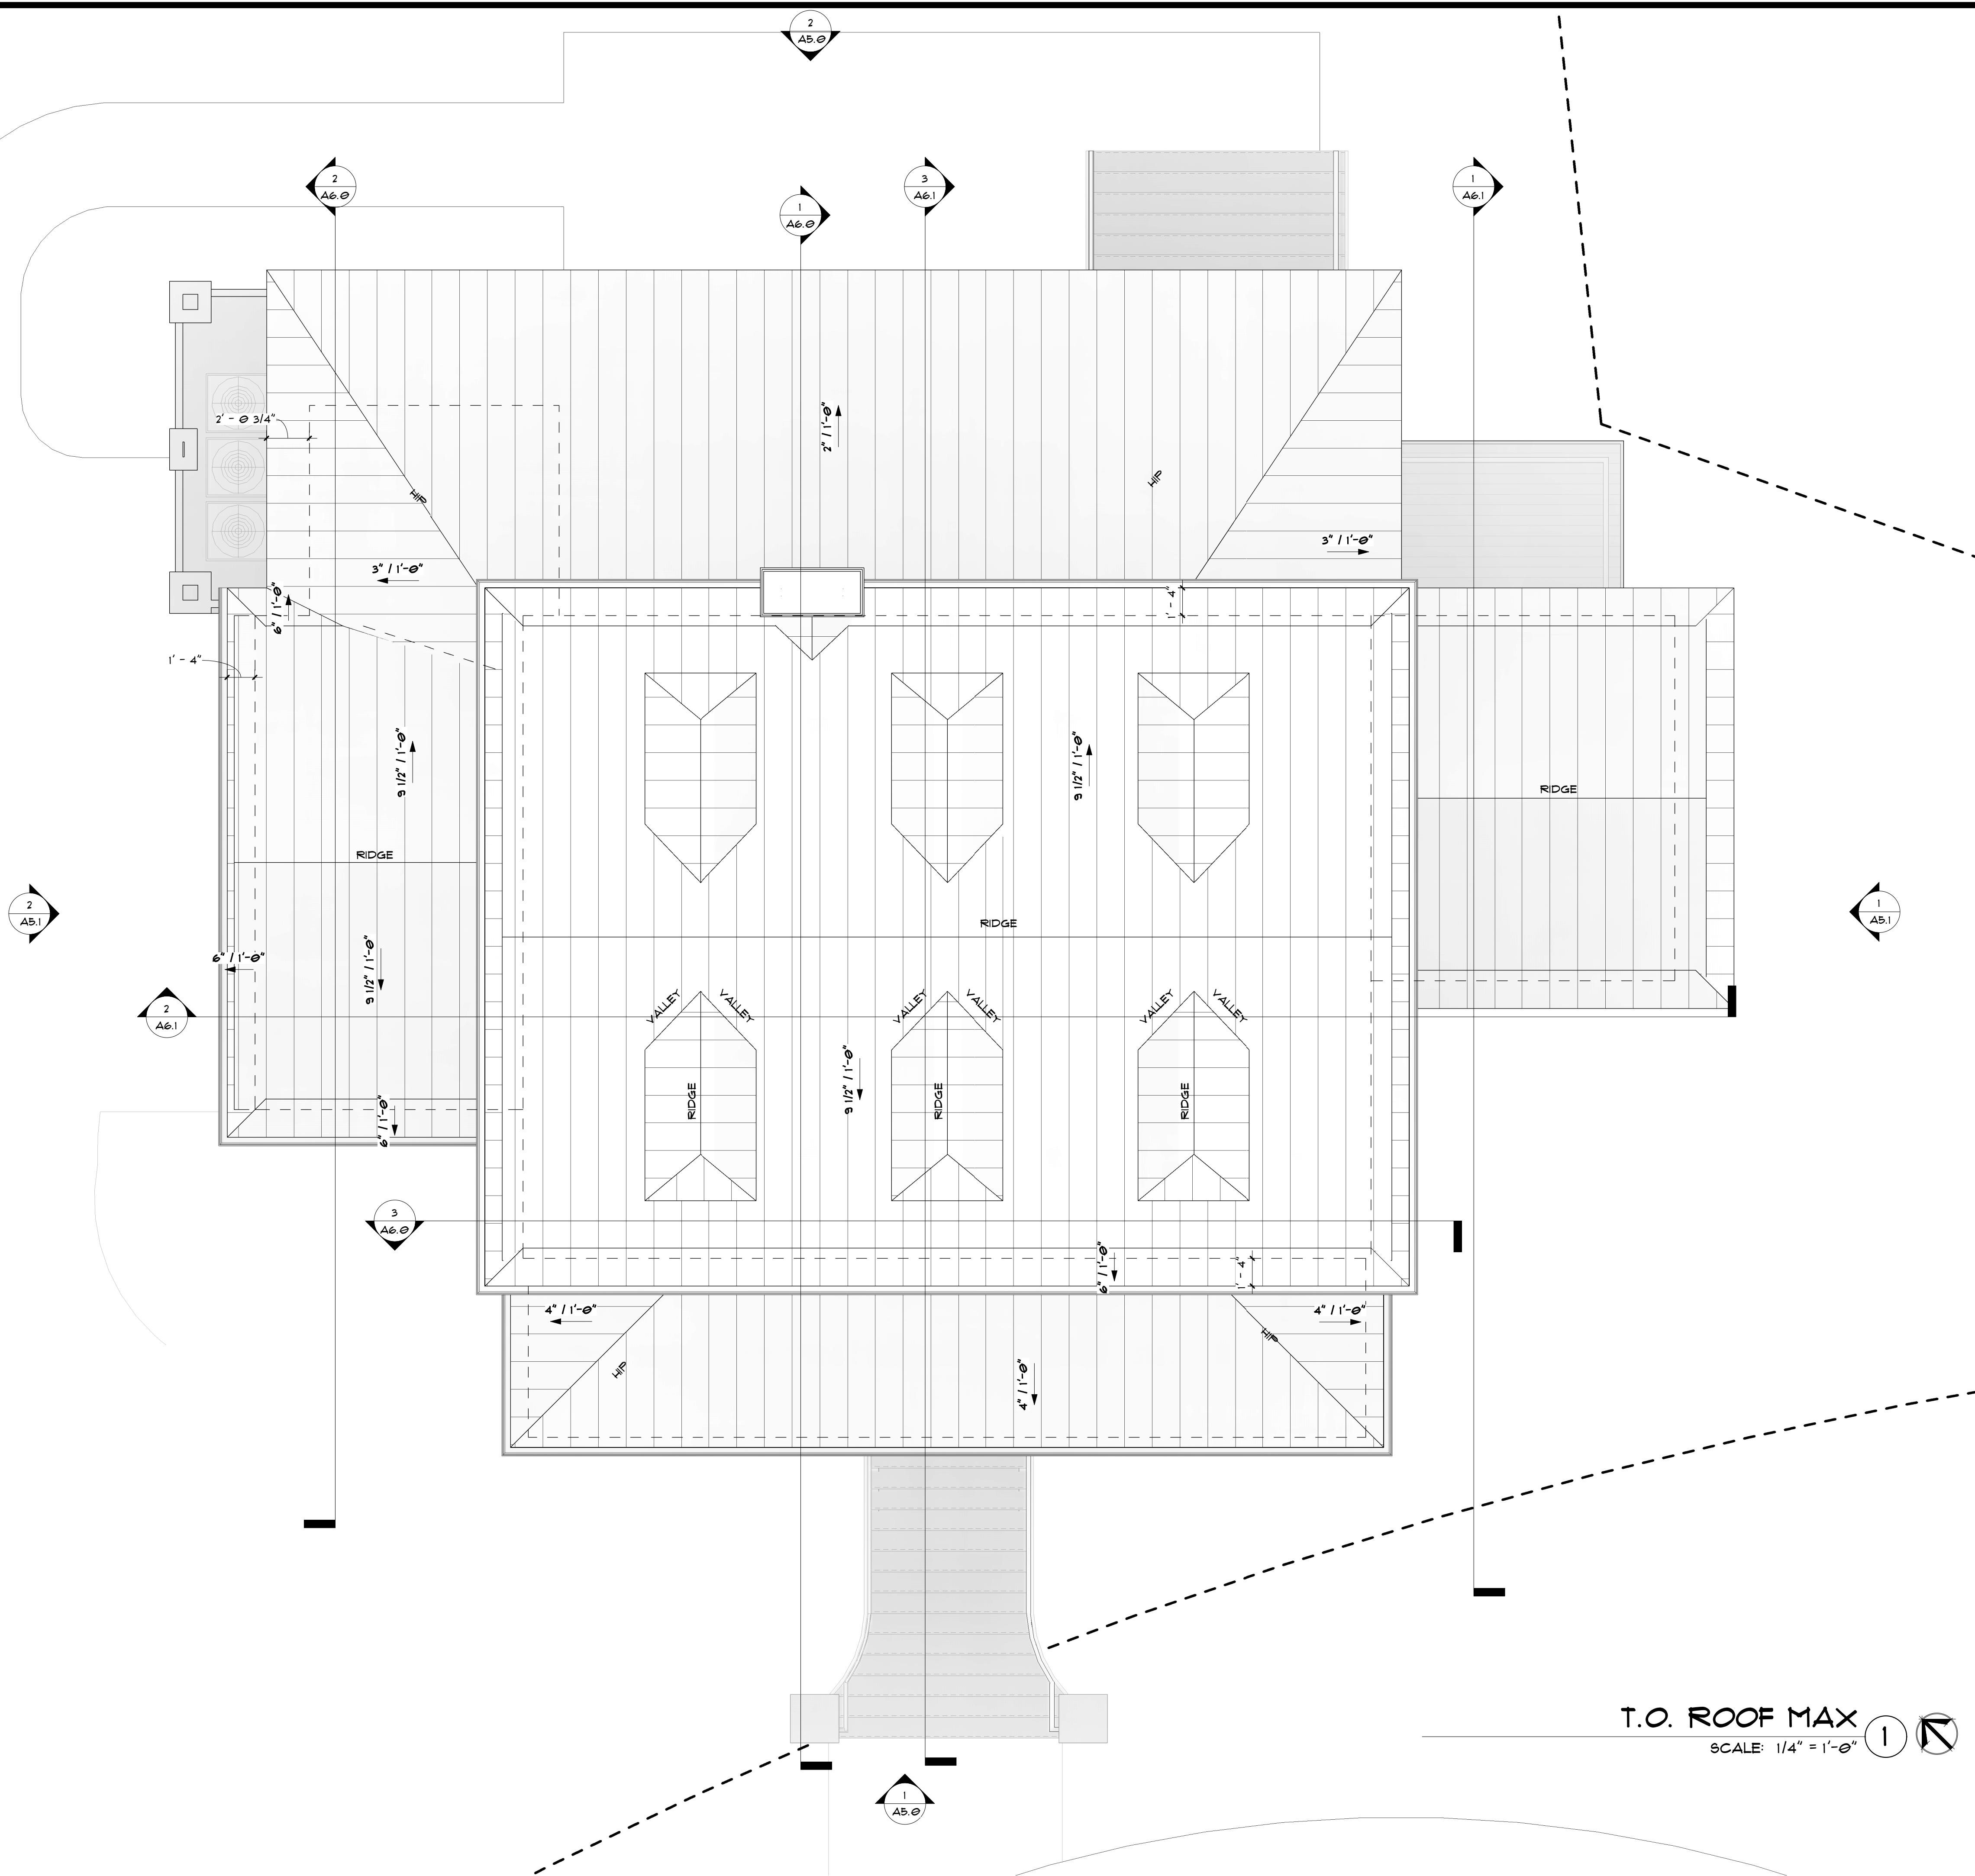 2
A5.0
2
A6.0
3
A6.1
1
A6.1
1
A6.0
2' - 0 3/4"
2" / 1'-0"
HIP
HIP
3" / 1'-0"
3" / 1'-0"
6" / 1'-0"
1' - 4"
1' - 4"
9 1/2" / 1'-0"
9 1/2" / 1'-0"
RIDGE
RIDGE
2
A5.1
1
A5.1
RIDGE
6" / 1'-0"
9 1/2" / 1'-0"
2
A6.1
VALLEY
VALLEY
VALLEY
VALLEY
VALLEY
VALLEY
9 1/2" / 1'-0"
RIDGE
RIDGE
RIDGE
6" / 1'-0"
3
A6.0
6" / 1'-0"
1' - 4"
4" / 1'-0"
4" / 1'-0"
HIP
HIP
4" / 1'-0"
T.O. ROOF MAX
1
SCALE: 1/4" = 1'-0"
1
A5.0